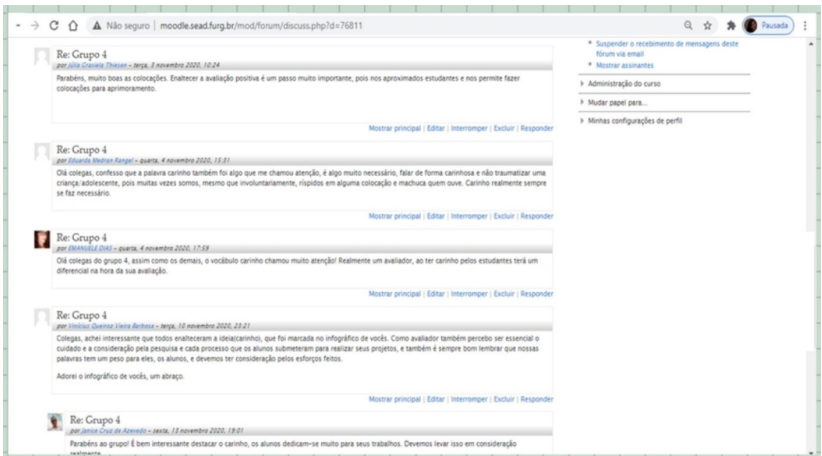 Não seguro | moodle.sead.furg.br/mod/forum/discuss.php?d=76811
Pausada
Re: Grupo 4
por Júlia Graciela Thiesen - terça, 3 novembro 2020, 10:24
Parabéns, muito boas as colocações. Enaltecer a avaliação positiva é um passo muito importante, pois nos aproximados estudantes e nos permite fazer
colocações para aprimoramento.
Mostrar principal | Editar | Interromper | Excluir | Responder
Re: Grupo 4
por Eduarda Medran Rangel - quarta, 4 novembro 2020, 15:31
Olá colegas, confesso que a palavra carinho também foi algo que me chamou atenção, é algo muito necessário, falar de forma carinhosa e não traumatizar uma
criança/adolescente, pois muitas vezes somos, mesmo que involuntariamente, ríspidos em alguma colocação e machuca quem ouve. Carinho realmente sempre
se faz necessário.
Mostrar principal | Editar | Interromper | Excluir | Responder
Re: Grupo 4
por EMANUELE DIAS - quarta, 4 novembro 2020, 17:59
Olá colegas do grupo 4, assim como os demais, o vocábulo carinho chamou muito atenção! Realmente um avaliador, ao ter carinho pelos estudantes terá um
diferencial na hora da sua avaliação.
Mostrar principal | Editar | Interromper | Excluir | Responder
Re: Grupo 4
por Vinicius Queiroz Vieira Barbosa - terça, 10 novembro 2020, 23:21
Colegas, achei interessante que todos enalteceram a ideia(carinho), que foi marcada no infográfico de vocês. Como avaliador também percebo ser essencial o
cuidado e a consideração pela pesquisa e cada processo que os alunos submeteram para realizar seus projetos, e também é sempre bom lembrar que nossas
palavras tem um peso para eles, os alunos, e devemos ter consideração pelos esforços feitos.
Adorei o infográfico de vocês, um abraço.
Mostrar principal | Editar | Interromper | Excluir | Responder
Re: Grupo 4
por Janice Cruz de Azevedo - sexta, 13 novembro 2020, 19:01
Parabéns ao grupo! É bem interessante destacar o carinho, os alunos dedicam-se muito para seus trabalhos. Devemos levar isso em consideração
realmente.
Suspender o recebimento de mensagens deste
fórum via email
Mostrar assinantes
Administração do curso
Mudar papel para...
Minhas configurações de perfil